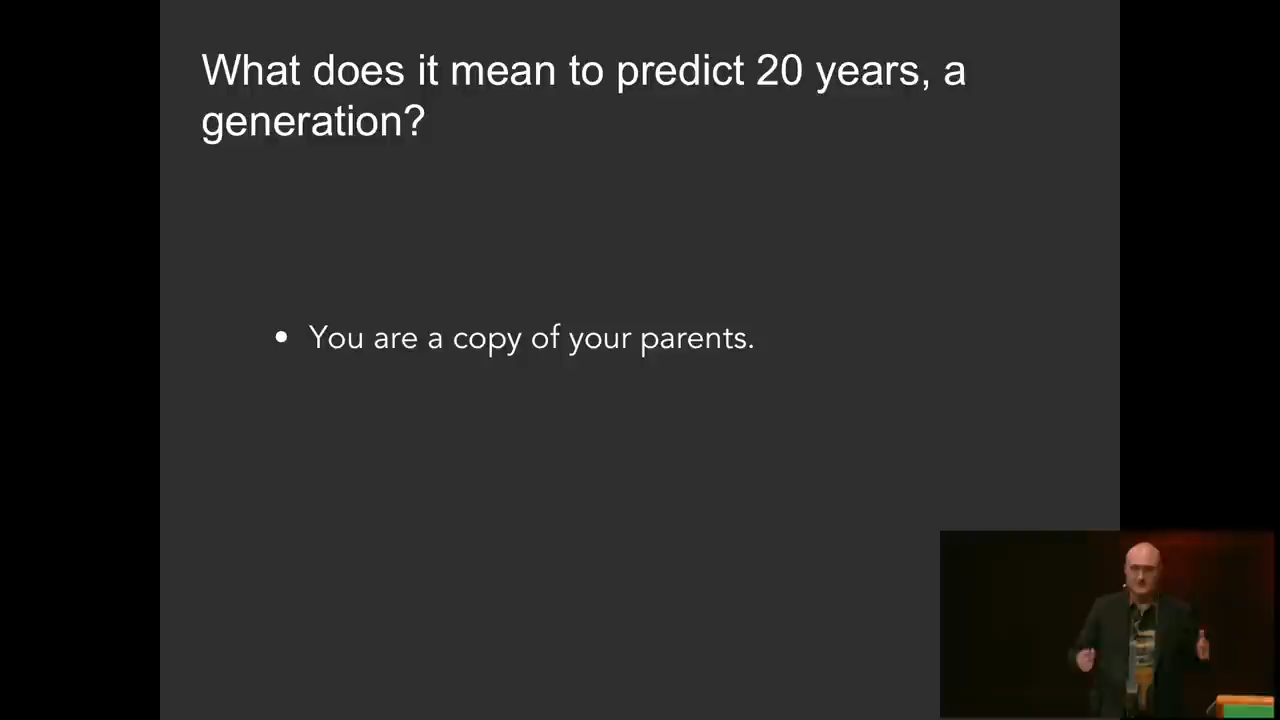 What does it mean to predict 20 years, a
generation?
• You are a copy of your parents.